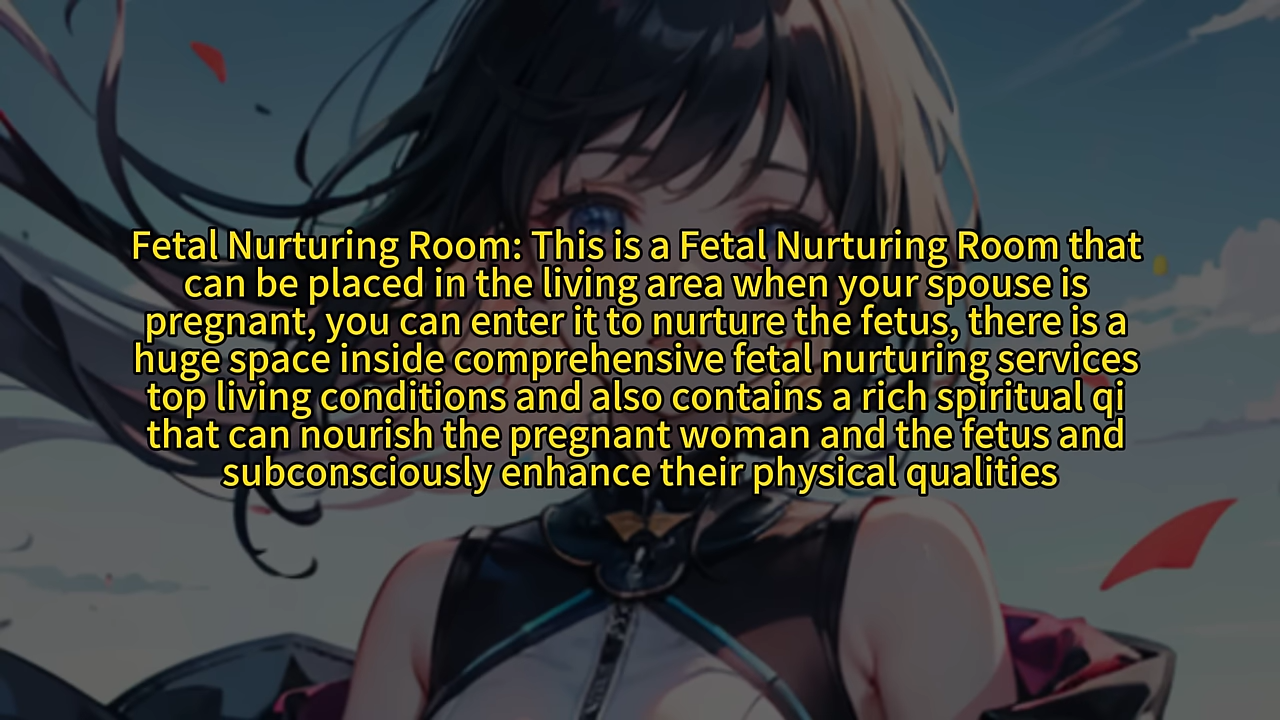 Fetal Nurturing Room: This is a Fetal Nurturing Room that
can be placed in the living area when your spouse is
pregnant, you can enter it to nurture the fetus, there is a
huge space inside comprehensive fetal nurturing services
top living conditions and also contains a rich spiritual qi
that can nourish the pregnant woman and the fetus and
subconsciously enhance their physical qualities